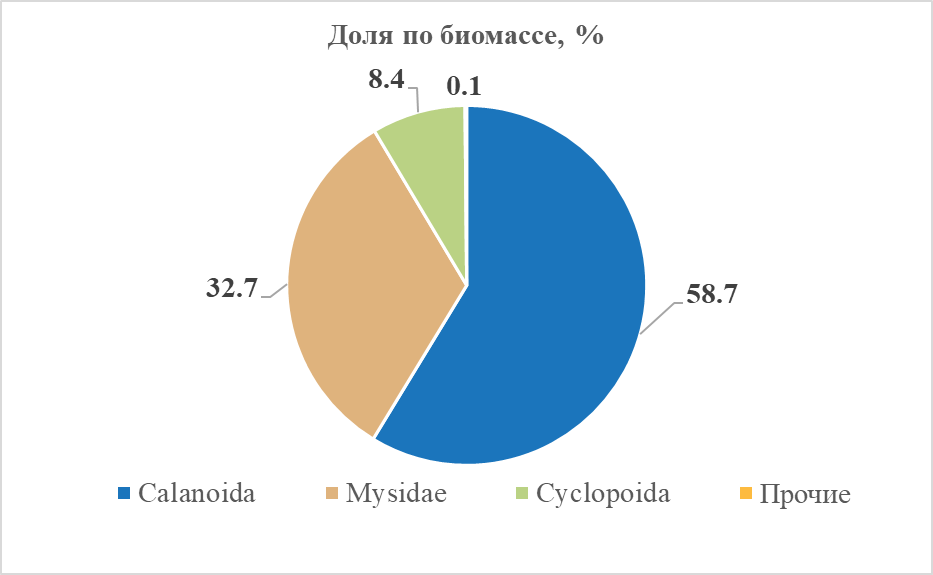 Доля по биомассе, %
8.4
0.1
32.7
58.7
Calanoida
Mysidae
Cyclopoida
Прочие